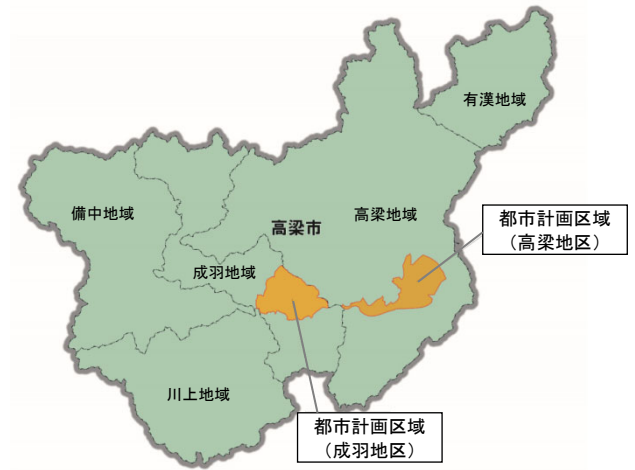 有漢地域
備中地域
高梁地域
高梁市
都市計画区域
（高梁地区）
成羽地域
川上地域
都市計画区域
（成羽地区）